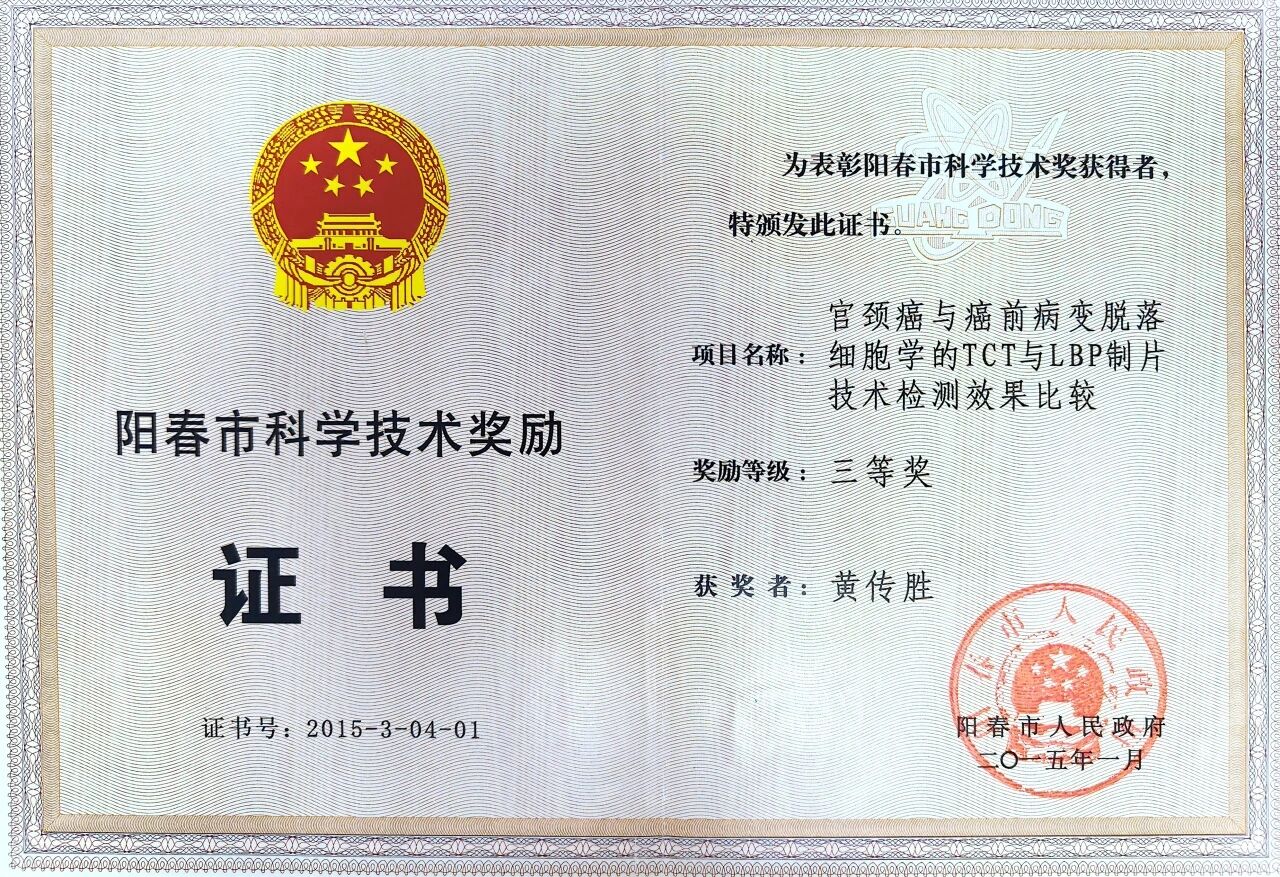 阳春市科学技术奖励
证 书
证书号：2015-3-04-01
为表彰阳春市科学技术奖获得者，
特颁发此证书。
GUANG DONG
项目名称：
宫颈癌与癌前病变脱落
细胞学的TCT与LBP制片
技术检测效果比较
奖励等级：三等奖
获奖者：黄传胜
阳春市人民政府
二〇一五年一月